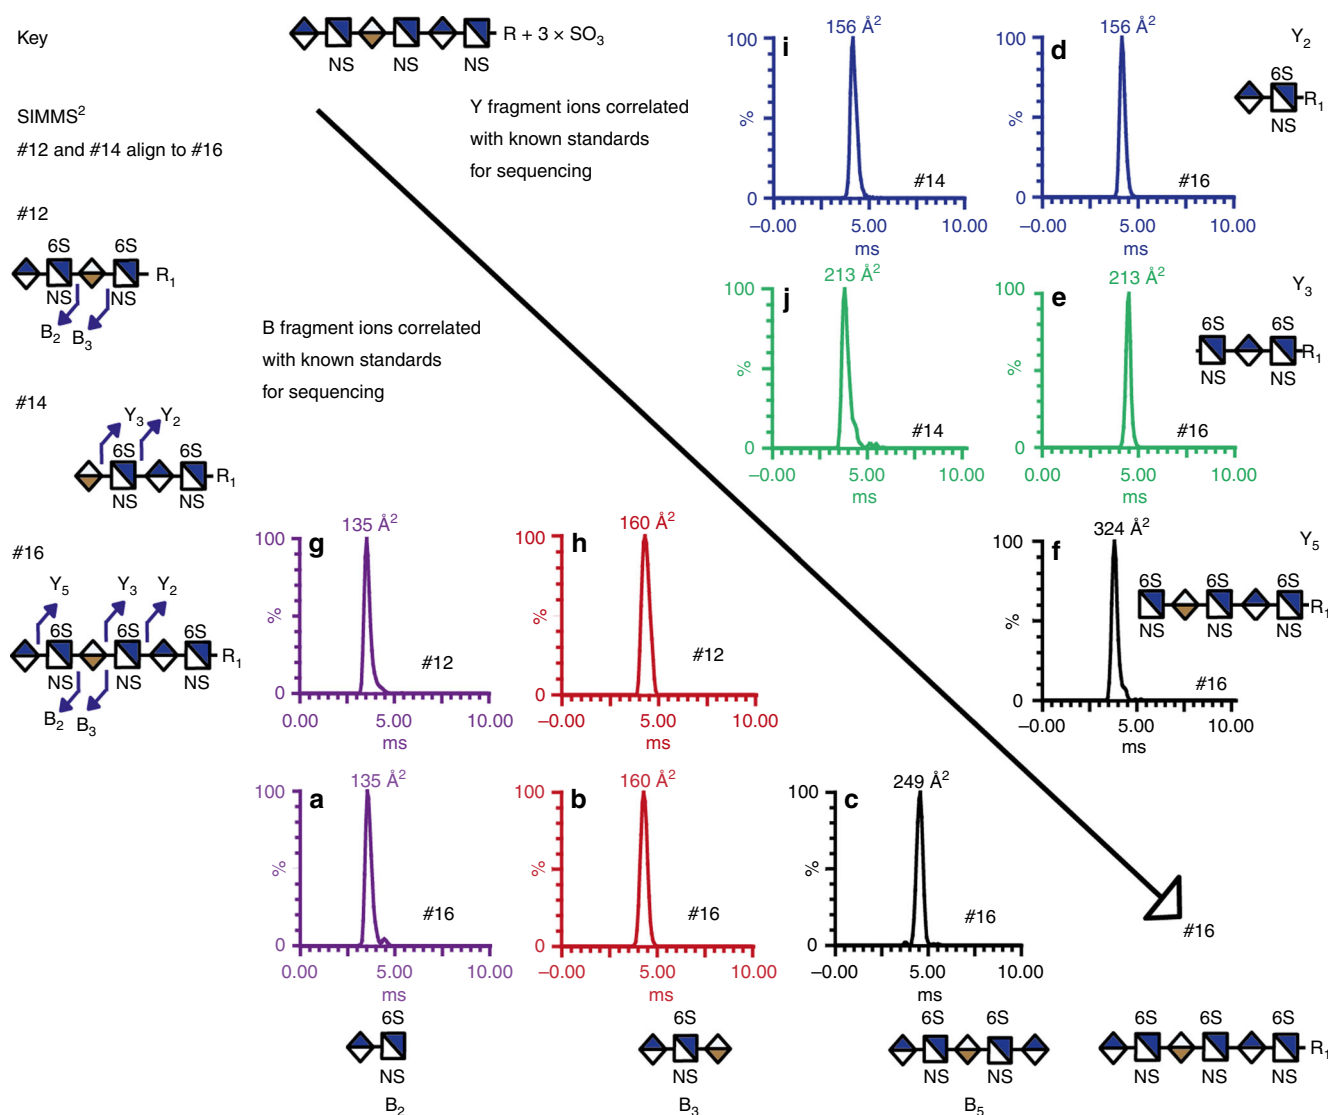 Key
R + 3 × SO3
NS NS NS
SIMMS2
#12 and #14 align to #16
Y fragment ions correlated
with known standards
for sequencing
B fragment ions correlated
with known standards
for sequencing
#12
6S 6S
R1
NS NS
B2 B3
#14
Y3 Y2
6S 6S
R1
NS NS
#16
Y5 Y3 Y2
6S 6S 6S
R1
NS NS NS
B2 B3
i
156 Å2
100
%
0
#14
–0.00 5.00 10.00
ms
d
156 Å2
100
%
0
#16
–0.00 5.00 10.00
ms
Y2
6S
R1
NS
j
213 Å2
100
%
0
#14
–0.00 5.00 10.00
ms
e
213 Å2
100
%
0
#16
0.00 5.00 10.00
ms
Y3
6S 6S
R1
NS NS
g
135 Å2
100
%
0
#12
0.00 5.00 10.00
ms
h
160 Å2
100
%
0
#12
–0.00 5.00 10.00
ms
f
324 Å2
100
%
0
#16
–0.00 5.00 10.00
ms
Y5
6S 6S 6S
R1
NS NS NS
a
135 Å2
100
%
0
#16
0.00 5.00 10.00
ms
b
160 Å2
100
%
0
#16
–0.00 5.00 10.00
ms
c
249 Å2
100
%
0
#16
–0.00 5.00 10.00
ms
#16
6S
NS
B2
6S
NS
B3
6S 6S
NS NS
B5
6S 6S 6S
R1
NS NS NS